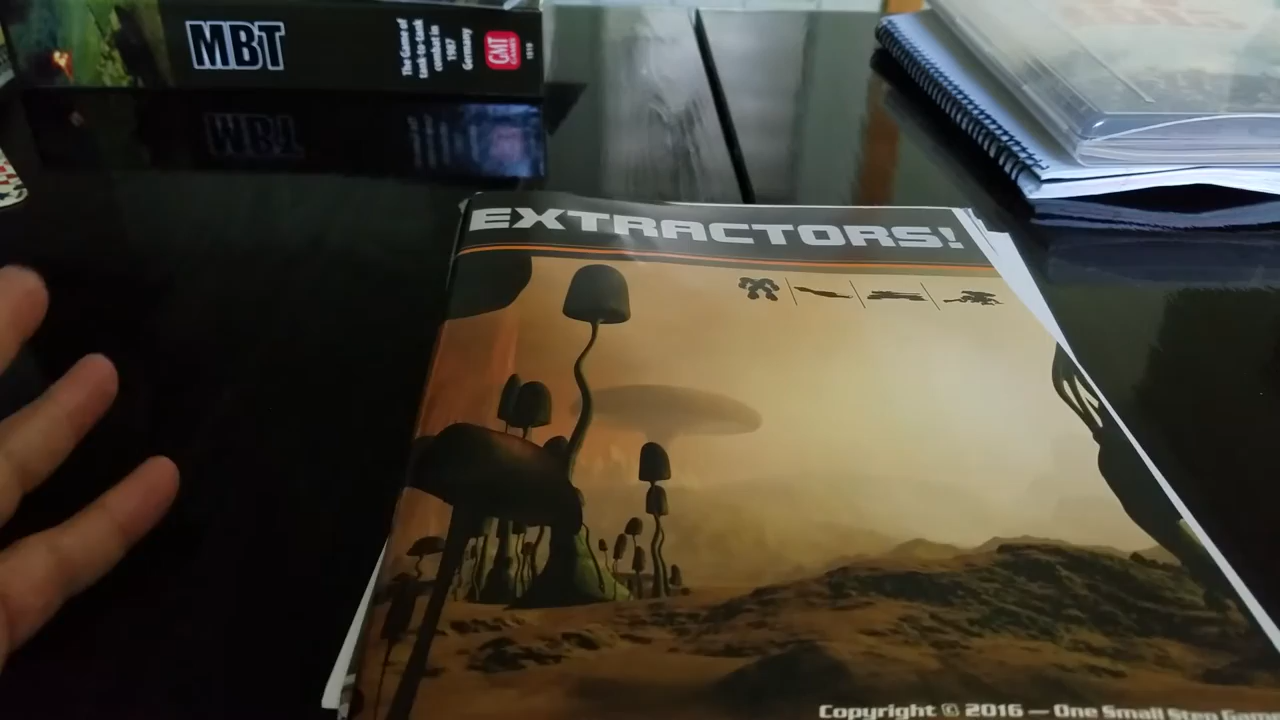 MBT
The Game of
tank-to-tank
combat in
1987
Germany
GMT
GAMES
EXTRACTORS!
Copyright © 2016 — One Small Step Game